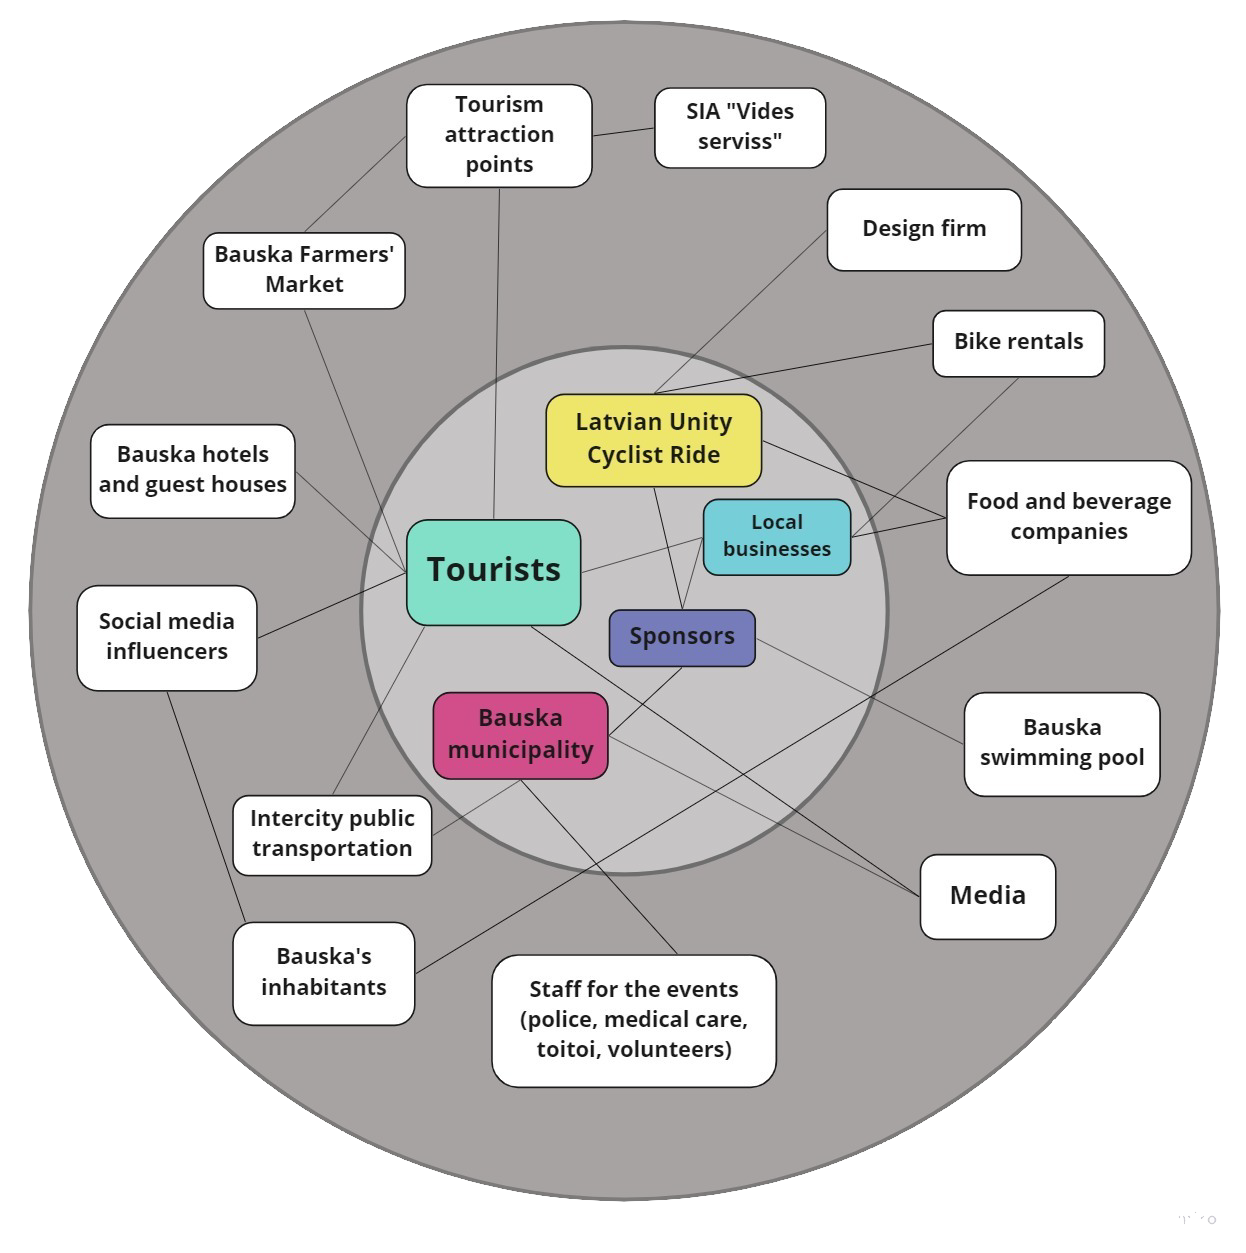 Tourism
attraction
points
SIA "Vides
serviss"
Design firm
Bauska Farmers'
Market
Bike rentals
Latvian Unity
Cyclist Ride
Bauska hotels
and guest houses
Local
businesses
Food and beverage
companies
Tourists
Social media
influencers
Sponsors
Bauska
municipality
Bauska
swimming pool
Intercity public
transportation
Media
Bauska's
inhabitants
Staff for the events
(police, medical care,
toitoi, volunteers)